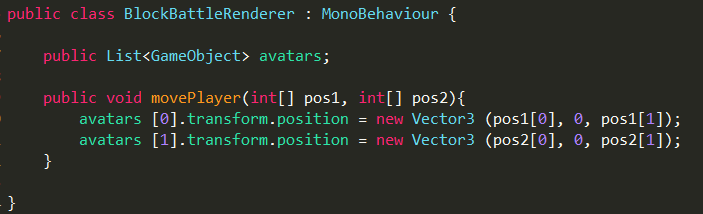 public class BlockBattleRenderer : MonoBehaviour {
public List<GameObject> avatars;
public void movePlayer(int[] pos1, int[] pos2){
avatars [0].transform.position = new Vector3 (pos1[0], 0, pos1[1]);
avatars [1].transform.position = new Vector3 (pos2[0], 0, pos2[1]);
}
}